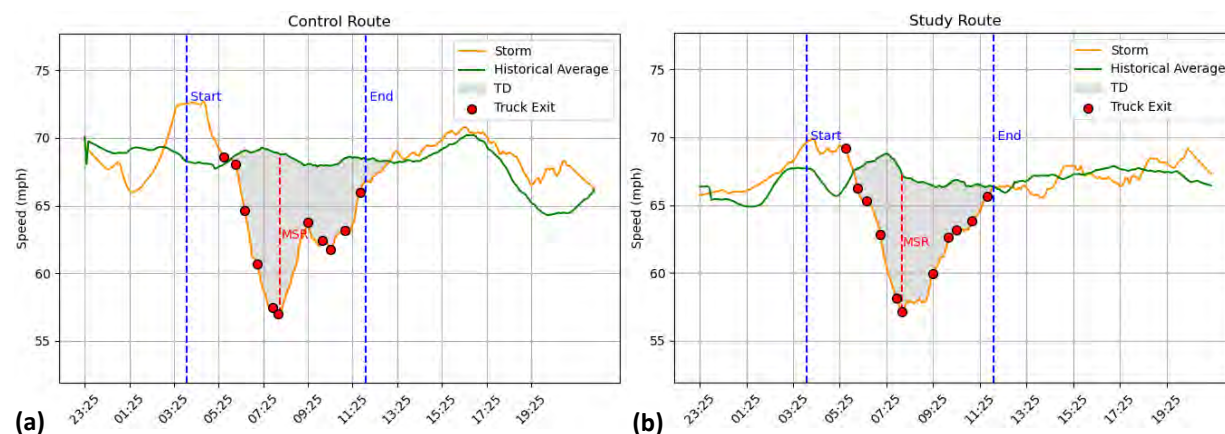 Control Route
Speed (mph)
75
70
65
60
55
Start
End
MSR
Storm
Historical Average
TD
Truck Exit
23:25
01:25
03:25
05:25
07:25
09:25
11:25
13:25
15:25
17:25
19:25
(a)
Study Route
Speed (mph)
75
70
65
60
55
Start
End
MSR
Storm
Historical Average
TD
Truck Exit
23:25
01:25
03:25
05:25
07:25
09:25
11:25
13:25
15:25
17:25
19:25
(b)